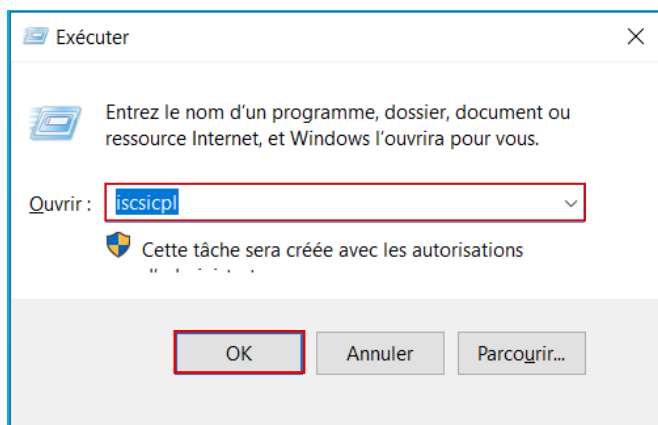 Exécuter
Entrez le nom d'un programme, dossier, document ou
ressource Internet, et Windows l'ouvrira pour vous.
Ouvrir :
iscsicpl
Cette tâche sera créée avec les autorisations
OK
Annuler
Parcourir...